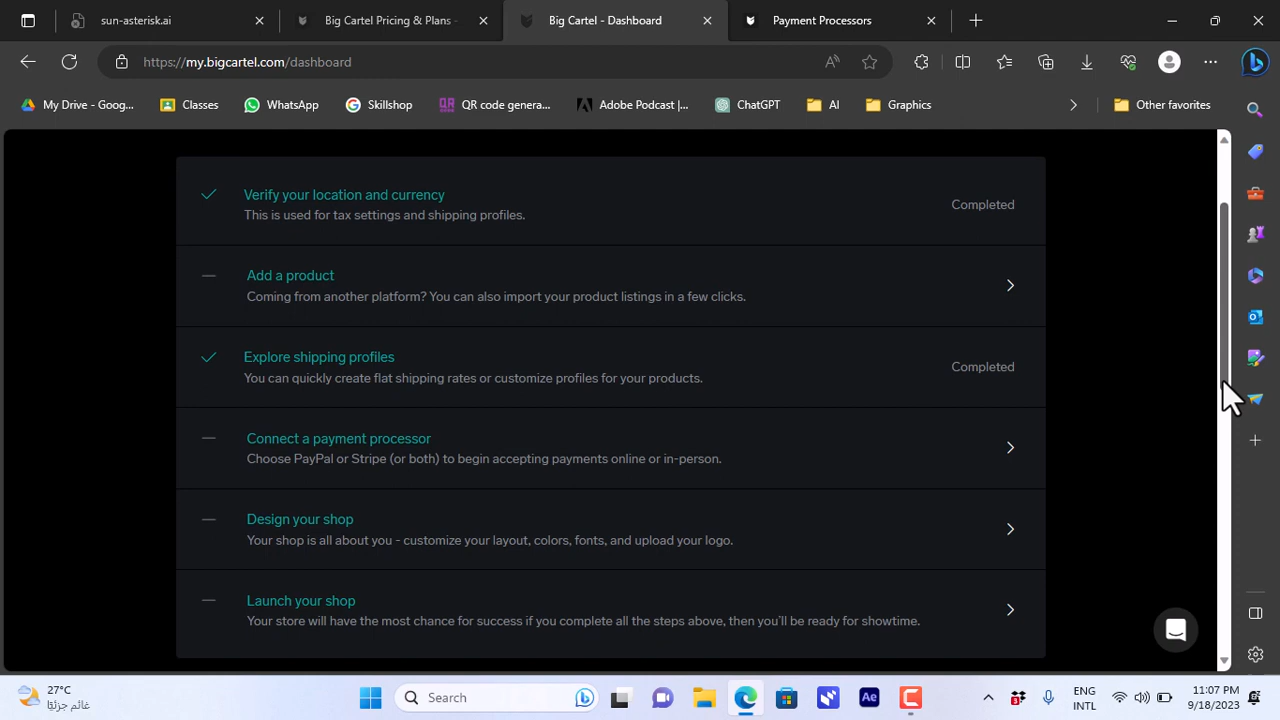 sun-asterisk.ai
Big Cartel Pricing & Plans -
Big Cartel - Dashboard
Payment Processors
https://my.bigcartel.com/dashboard
My Drive - Goog...
Classes
WhatsApp
Skillshop
QR code genera...
Adobe Podcast |...
ChatGPT
AI
Graphics
Other favorites
Verify your location and currency
This is used for tax settings and shipping profiles.
Completed
Add a product
Coming from another platform? You can also import your product listings in a few clicks.
Explore shipping profiles
You can quickly create flat shipping rates or customize profiles for your products.
Completed
Connect a payment processor
Choose PayPal or Stripe (or both) to begin accepting payments online or in-person.
Design your shop
Your shop is all about you - customize your layout, colors, fonts, and upload your logo.
Launch your shop
Your store will have the most chance for success if you complete all the steps above, then you'll be ready for showtime.
27°C
غائم جزئيًا
Search
Ae
ENG
INTL
11:07 PM
9/18/2023